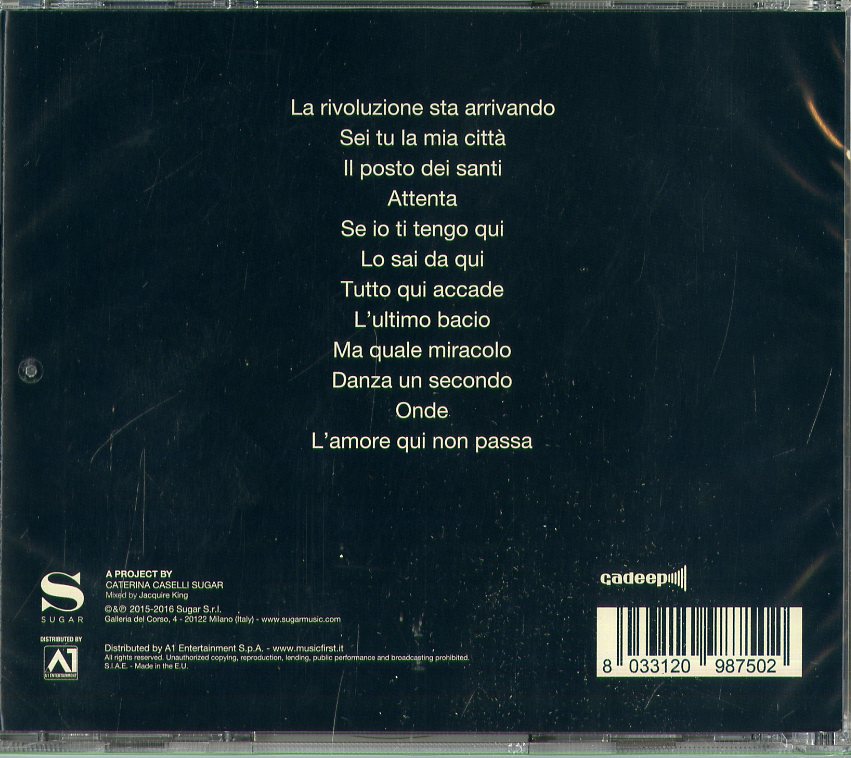 La rivoluzione sta arrivando
Sei tu la mia città
Il posto dei santi
Attenta
Se io ti tengo qui
Lo sai da qui
Tutto qui accade
L'ultimo bacio
Ma quale miracolo
Danza un secondo
Onde
L'amore qui non passa
S
SUGAR
A PROJECT BY
CATERINA CASELLI SUGAR
Mixed by Jacquire King
©&℗ 2015-2016 Sugar S.r.l.
Galleria del Corso, 4 - 20122 Milano (Italy) - www.sugarmusic.com
DISTRIBUTED BY
A1
A1 ENTERTAINMENT
Distributed by A1 Entertainment S.p.A. - www.musicfirst.it
All rights reserved. Unauthorized copying, reproduction, lending, public performance and broadcasting prohibited.
S.I.A.E. - Made in the E.U.
cadeep
8 033120 987502